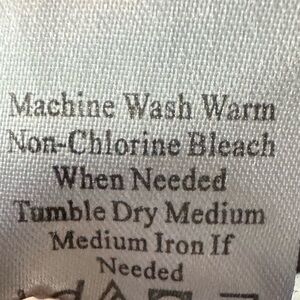 Machine Wash Warm
Non-Chlorine Bleach
When Needed
Tumble Dry Medium
Medium Iron If
Needed